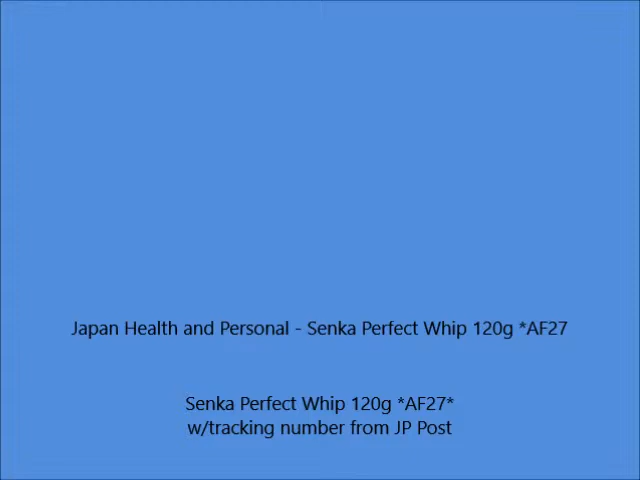 Japan Health and Personal - Senka Perfect Whip 120g *AF27
Senka Perfect Whip 120g *AF27*
w/tracking number from JP Post